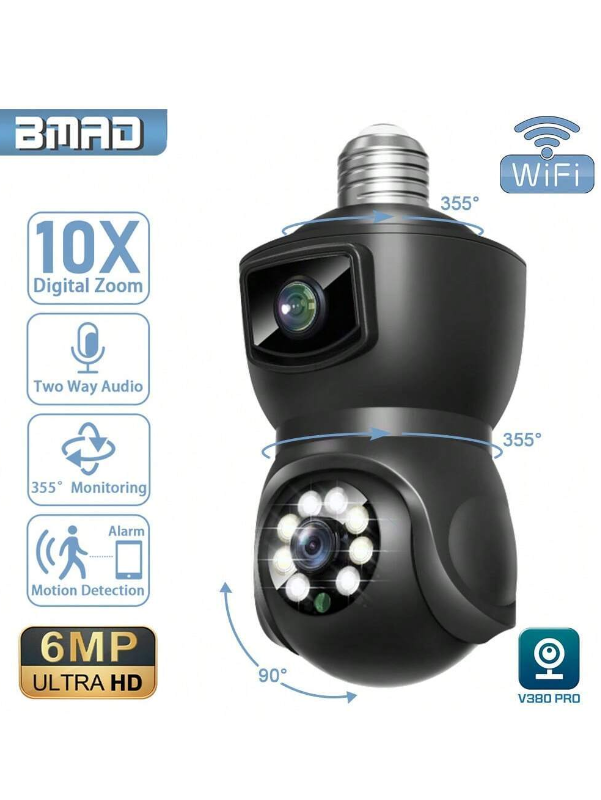 BMAD
WiFi
355°
10X
Digital Zoom
Two Way Audio
355°
355° Monitoring
Alarm
Motion Detection
6MP
ULTRA HD
90°
V380 PRO